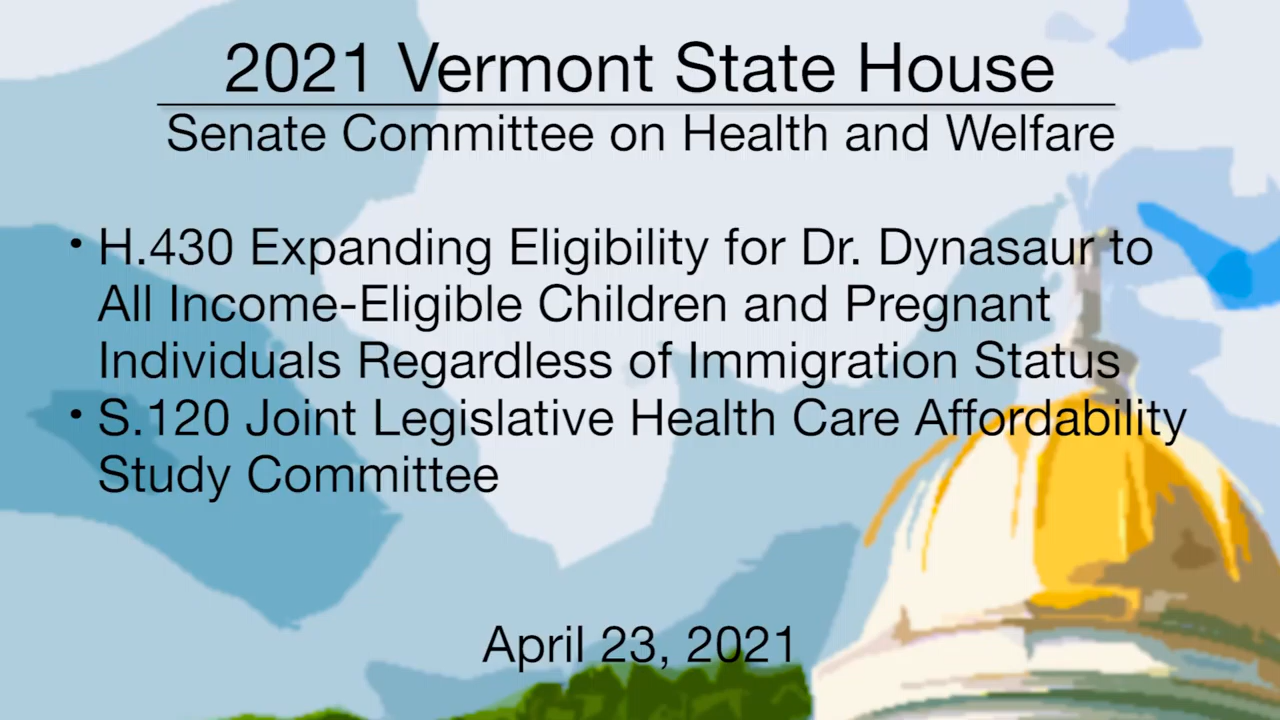 2021 Vermont State House
Senate Committee on Health and Welfare
• H.430 Expanding Eligibility for Dr. Dynasaur to
All Income-Eligible Children and Pregnant
Individuals Regardless of Immigration Status
• S.120 Joint Legislative Health Care Affordability
Study Committee
April 23, 2021